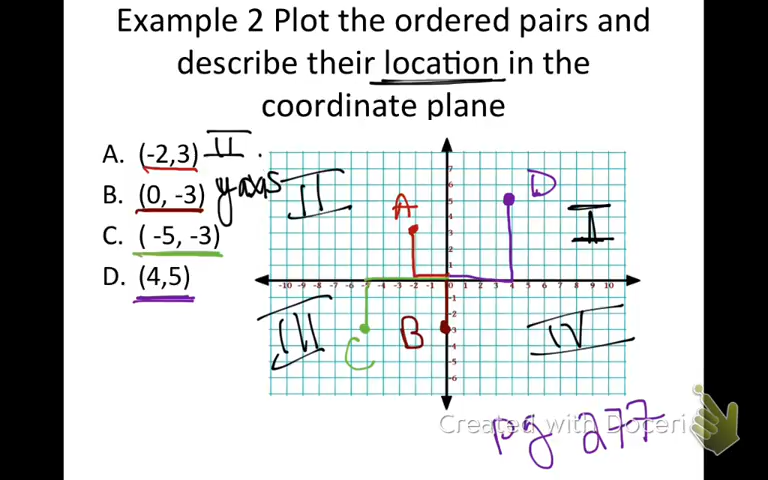 Example 2 Plot the ordered pairs and
describe their location in the
coordinate plane
A. (-2,3) II .
B. (0, -3) y axis
C. ( -5, -3)
D. (4,5)
II
A
D
I
7
6
5
4
3
2
1
-10 -9 -8 -7 -6 -5 -4 -3 -2 -1 0 1 2 3 4 5 6 7 8 9 10
-1
-2
-3
-4
-5
-6
III
C
B
IV
Created with Doceri
pg 277